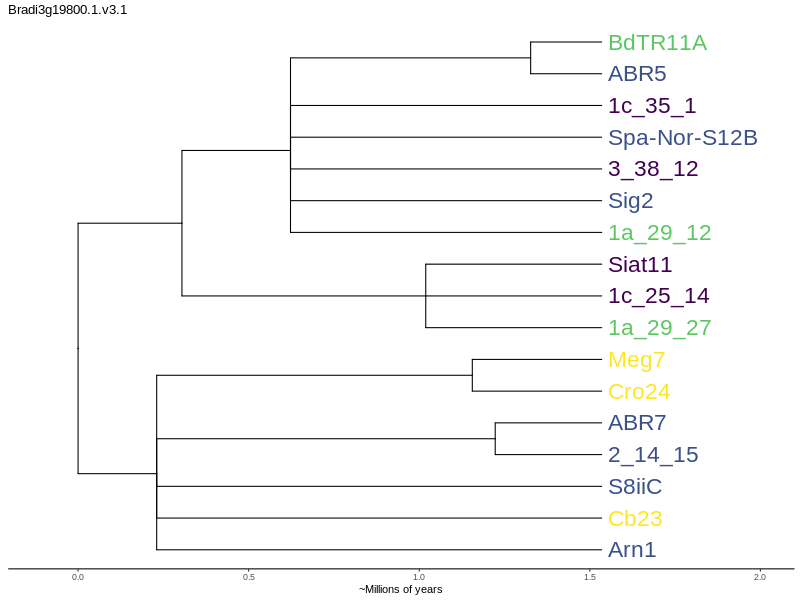 Bradi3g19800.1.v3.1
BdTR11A
ABR5
1c_35_1
Spa-Nor-S12B
3_38_12
Sig2
1a_29_12
Siat11
1c_25_14
1a_29_27
Meg7
Cro24
ABR7
2_14_15
S8iiC
Cb23
Arn1
0.0 0.5 1.0 1.5 2.0
~Millions of years